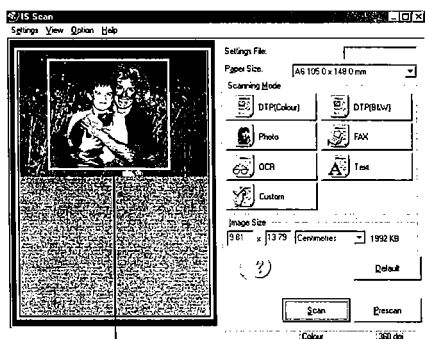 IS Scan
Settings View Option Help
Settings File:
Paper Size: A6 105.0 x 148.0 mm
Scanning Mode
DTP(Colour) DTP(B&W)
Photo FAX
OCR Text
Custom
Image Size
9.81 x 13.79 Centimetres 1992 KB
?
Default
Scan Prescan
Colour 360 dpi